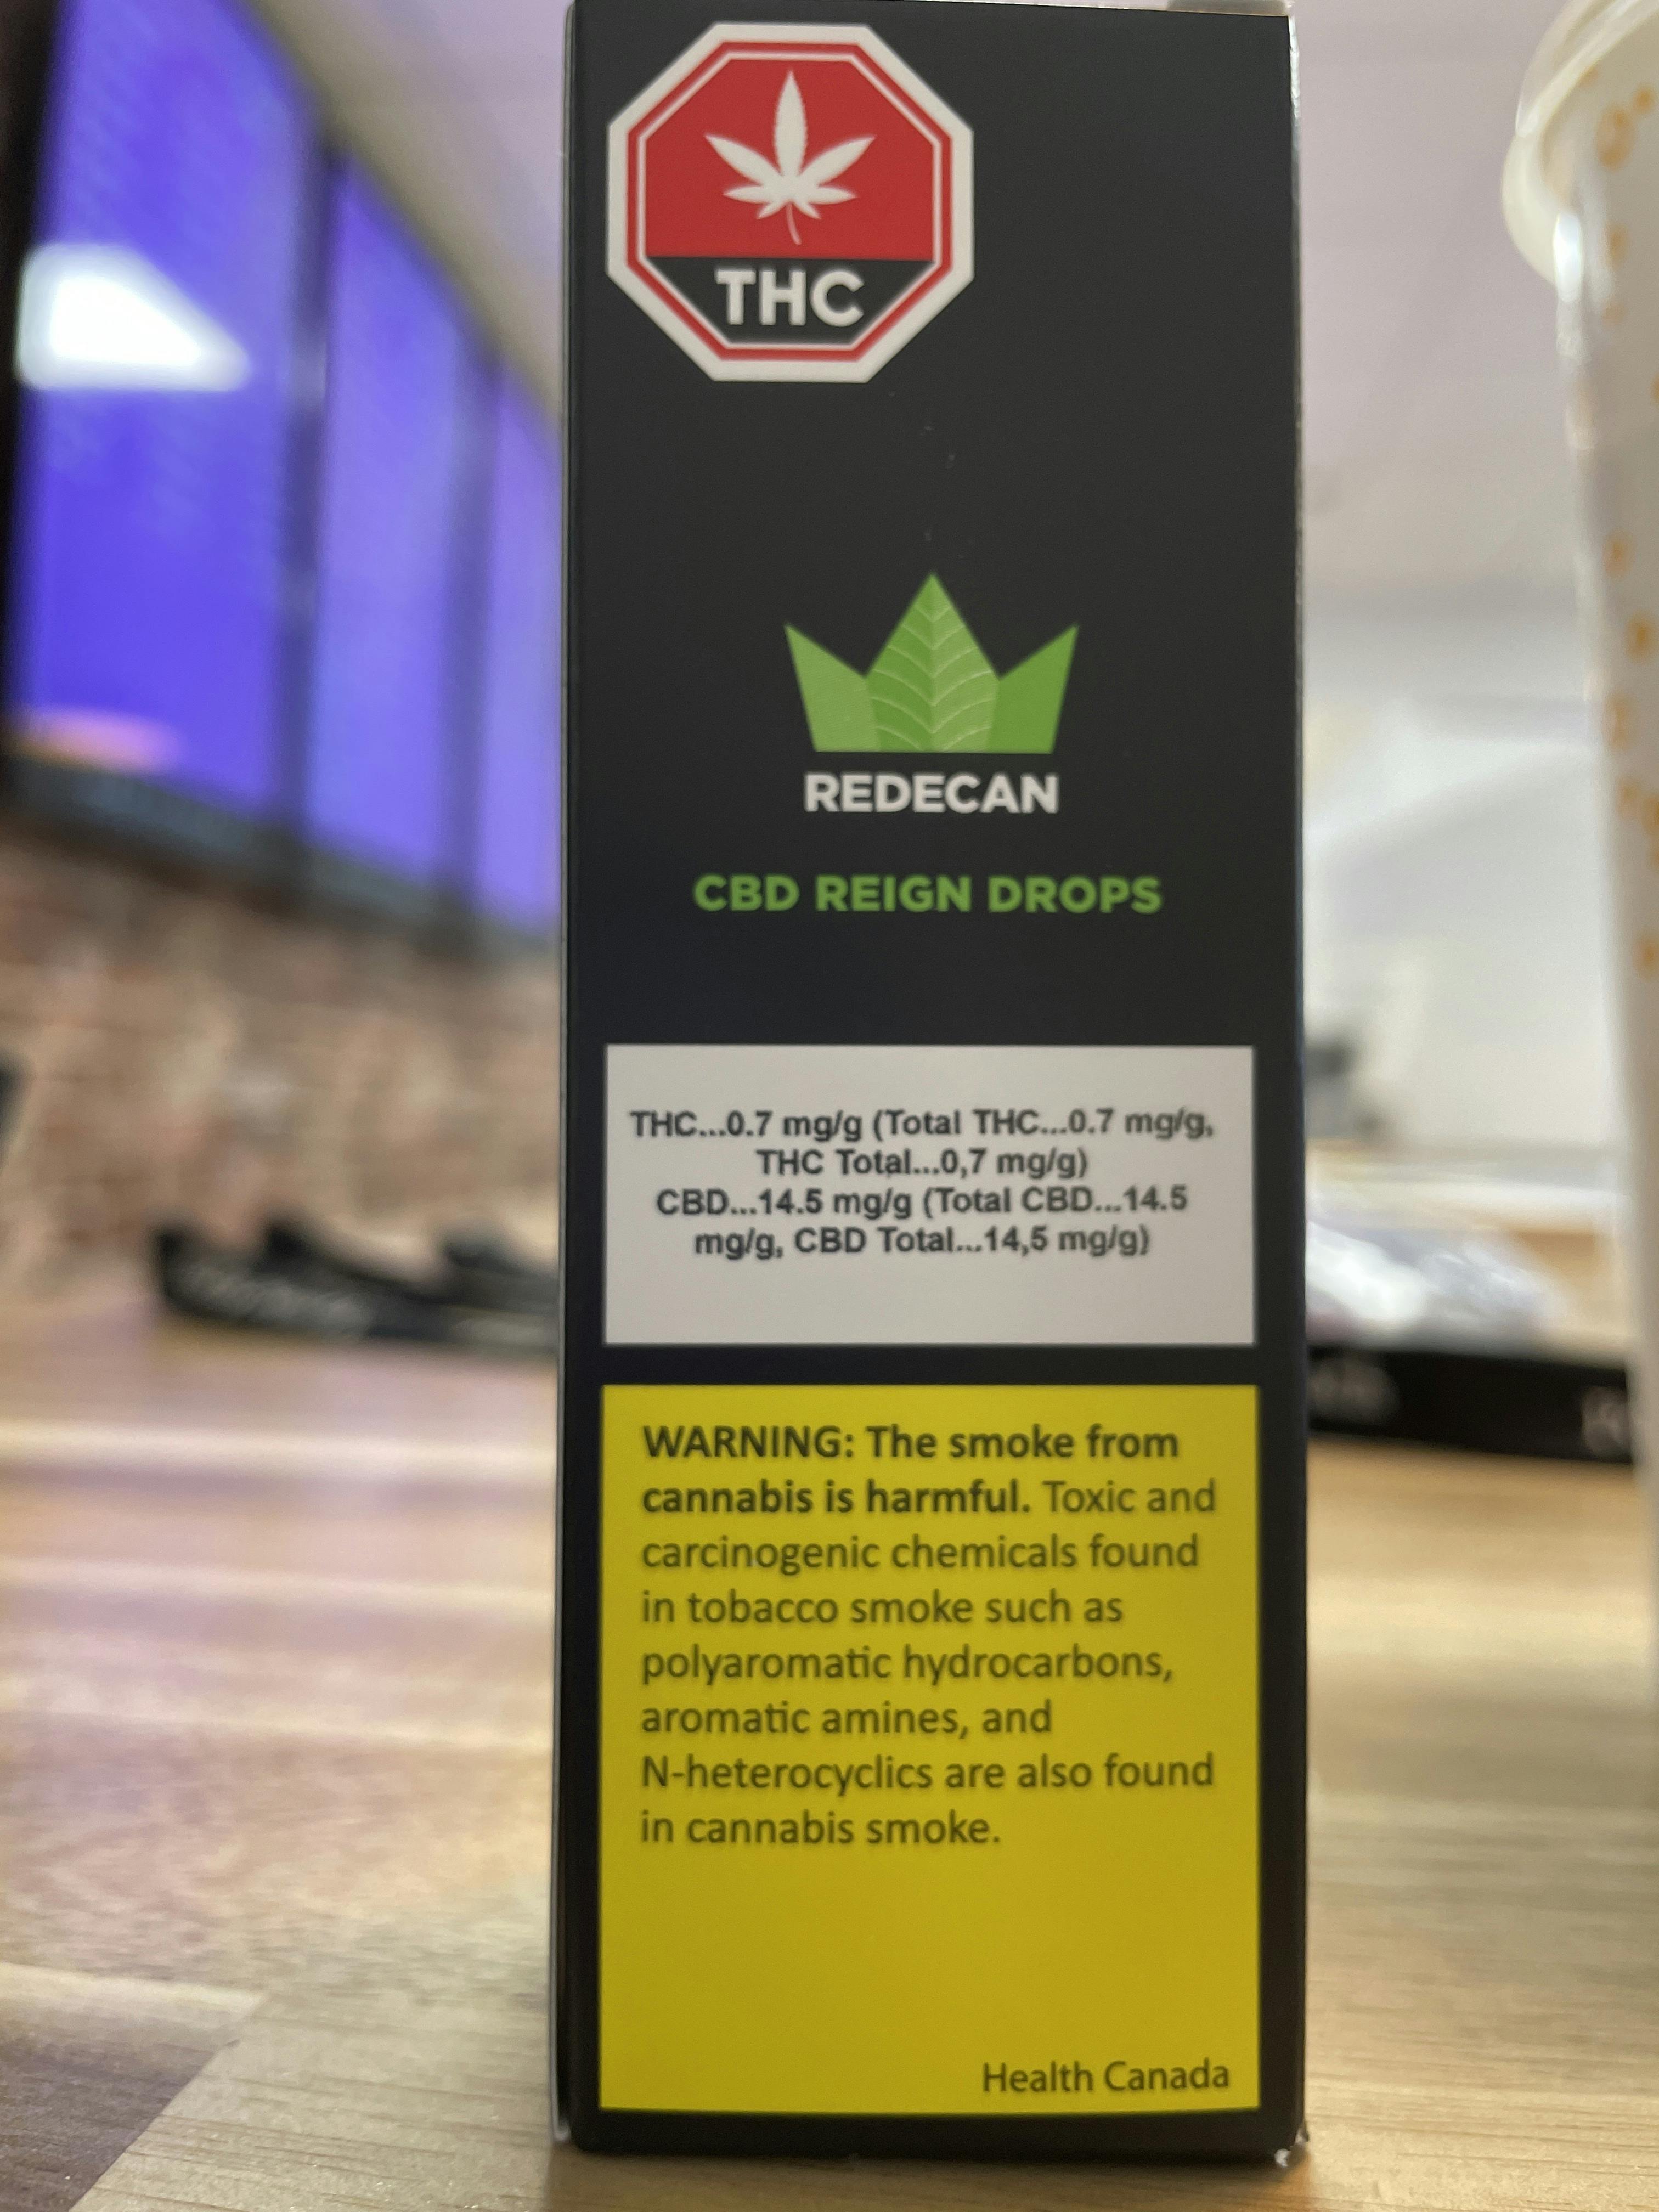 THC
REDECAN
CBD REIGN DROPS
THC...0.7 mg/g (Total THC...0.7 mg/g,
THC Total...0,7 mg/g)
CBD...14.5 mg/g (Total CBD...14.5
mg/g, CBD Total...14,5 mg/g)
WARNING: The smoke from
cannabis is harmful. Toxic and
carcinogenic chemicals found
in tobacco smoke such as
polyaromatic hydrocarbons,
aromatic amines, and
N-heterocyclics are also found
in cannabis smoke.
Health Canada